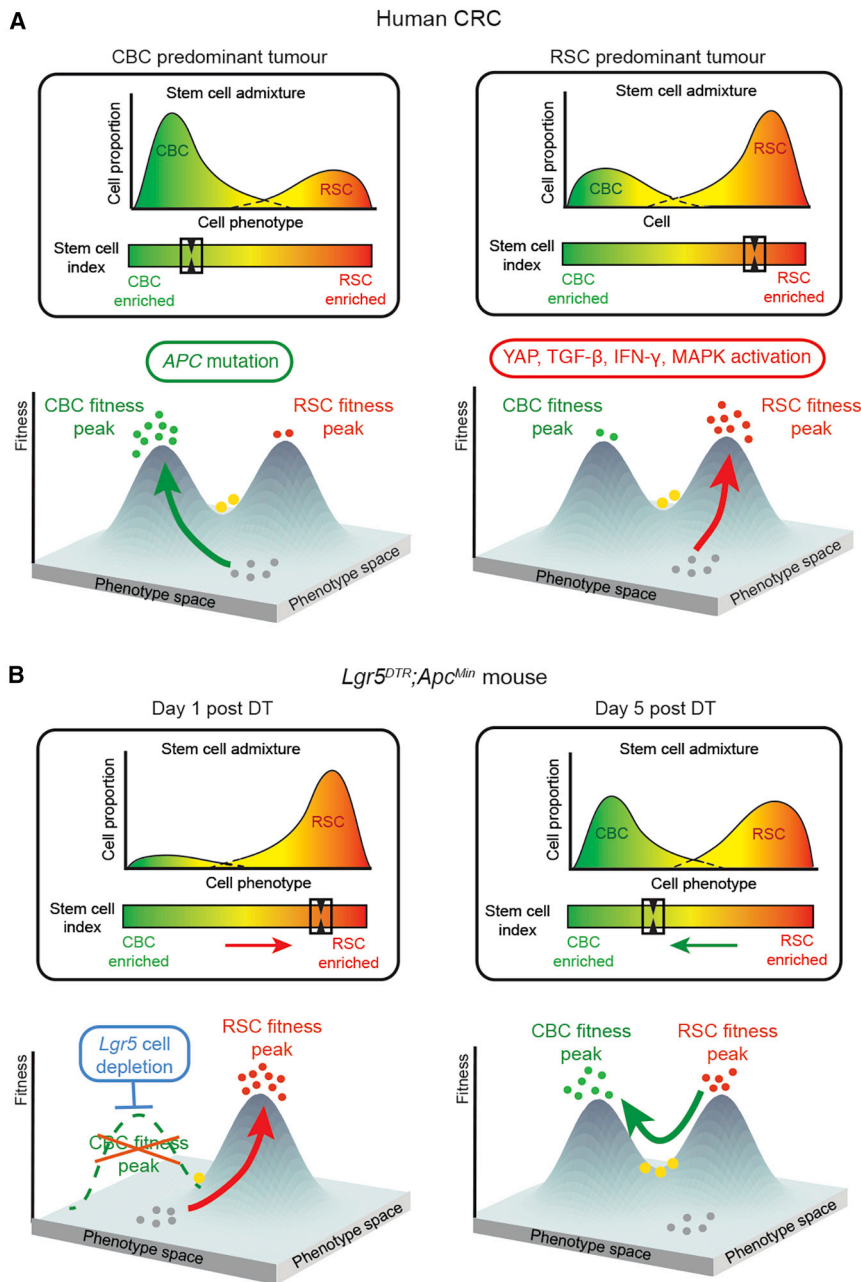 A
Human CRC
CBC predominant tumour
Stem cell admixture
Cell proportion
CBC
RSC
Cell phenotype
Stem cell
index
CBC
enriched
RSC
enriched
RSC predominant tumour
Stem cell admixture
Cell proportion
CBC
RSC
Cell
Stem cell
index
CBC
enriched
RSC
enriched
APC mutation
Fitness
CBC fitness
peak
RSC fitness
peak
Phenotype space
Phenotype space
YAP, TGF-β, IFN-γ, MAPK activation
Fitness
CBC fitness
peak
RSC fitness
peak
Phenotype space
Phenotype space
B
Lgr5DTR;ApcMin mouse
Day 1 post DT
Stem cell admixture
Cell proportion
RSC
Cell phenotype
Stem cell
index
CBC
enriched
RSC
enriched
Day 5 post DT
Stem cell admixture
Cell proportion
CBC
RSC
Cell phenotype
Stem cell
index
CBC
enriched
RSC
enriched
Fitness
Lgr5 cell
depletion
CBC fitness
peak
RSC fitness
peak
Phenotype space
Phenotype space
Fitness
CBC fitness
peak
RSC fitness
peak
Phenotype space
Phenotype space